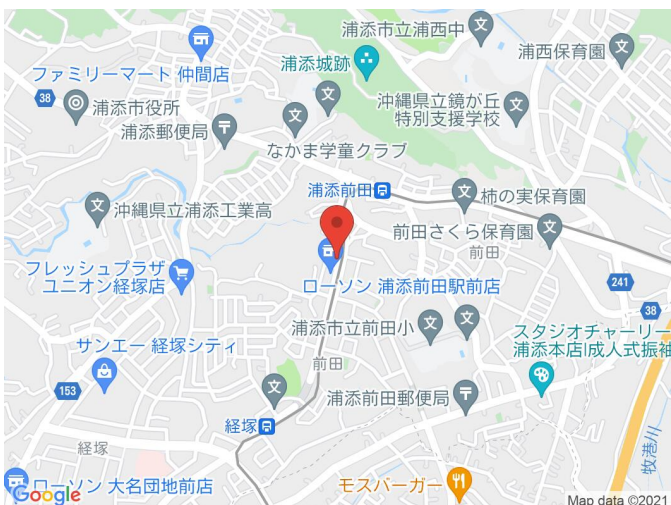 浦添市立浦西中
浦西保育園
ファミリーマート 仲間店
浦添城跡
38
浦添市役所
浦添郵便局
沖縄県立鏡が丘
特別支援学校
なかま学童クラブ
浦添前田
柿の実保育園
沖縄県立浦添工業高
前田さくら保育園
前田
フレッシュプラザ
ユニオン経塚店
ローソン 浦添前田駅前店
241
38
浦添市立前田小
スタジオチャーリー
浦添本店|成人式振袖
サンエー 経塚シティ
前田
153
浦添前田郵便局
経塚
経塚
牧港川
ローソン 大名団地前店
モスバーガー
Google
Map data ©2021